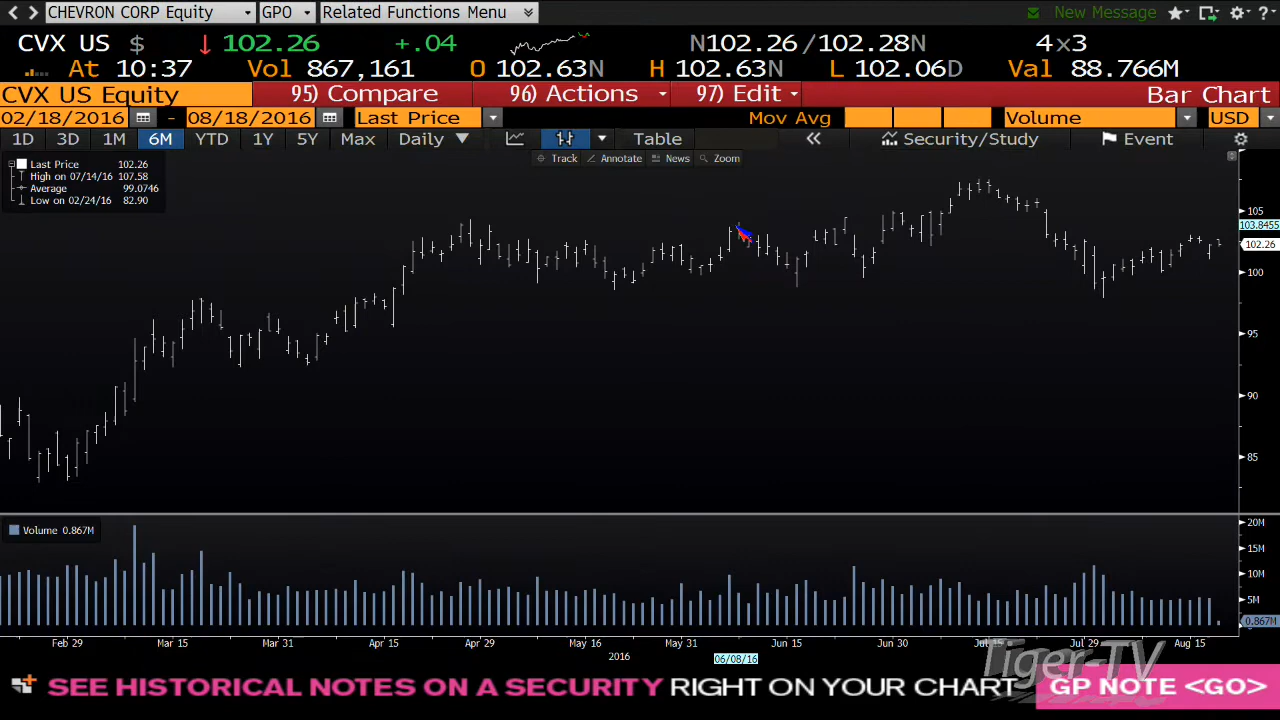 CHEVRON CORP Equity GPO Related Functions Menu New Message
CVX US $ ↓ 102.26 +.04 N102.26 /102.28N 4x3
At 10:37 Vol 867,161 O 102.63N H 102.63N L 102.06D Val 88.766M
CVX US Equity 95) Compare 96) Actions 97) Edit Bar Chart
02/18/2016 - 08/18/2016 Last Price Mov Avg Volume USD
1D 3D 1M 6M YTD 1Y 5Y Max Daily ▼ Table « Security/Study Event
Track Annotate News Zoom
Last Price 102.26
High on 07/14/16 107.58
Average 99.0746
Low on 02/24/16 82.90
105
103.8455
102.26
100
95
90
85
Volume 0.867M
20M
15M
10M
5M
0.867M
Feb 29 Mar 15 Mar 31 Apr 15 Apr 29 May 16 May 31 Jun 15 Jun 30 Jul 15 Jul 29 Aug 15
2016 06/08/16
Tiger-TV
SEE HISTORICAL NOTES ON A SECURITY RIGHT ON YOUR CHART GP NOTE <GO>